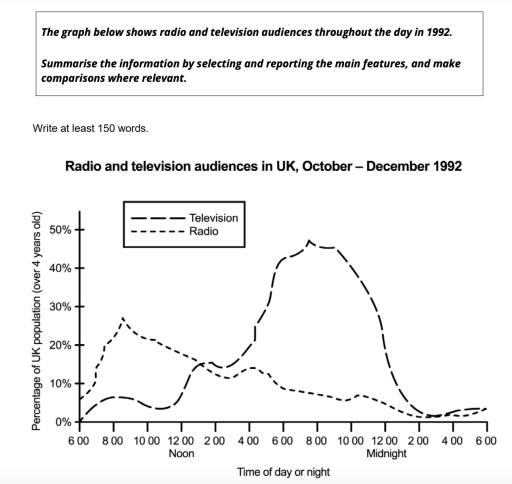 The graph below shows radio and television audiences throughout the day in 1992.
Summarise the information by selecting and reporting the main features, and make
comparisons where relevant.
Write at least 150 words.
Radio and television audiences in UK, October – December 1992
Television
Radio
Percentage of UK population (over 4 years old)
50%
40%
30%
20%
10%
0%
6 00 8 00 10 00 12 00 2 00 4 00 6 00 8 00 10 00 12 00 2 00 4 00 6 00
Noon Midnight
Time of day or night